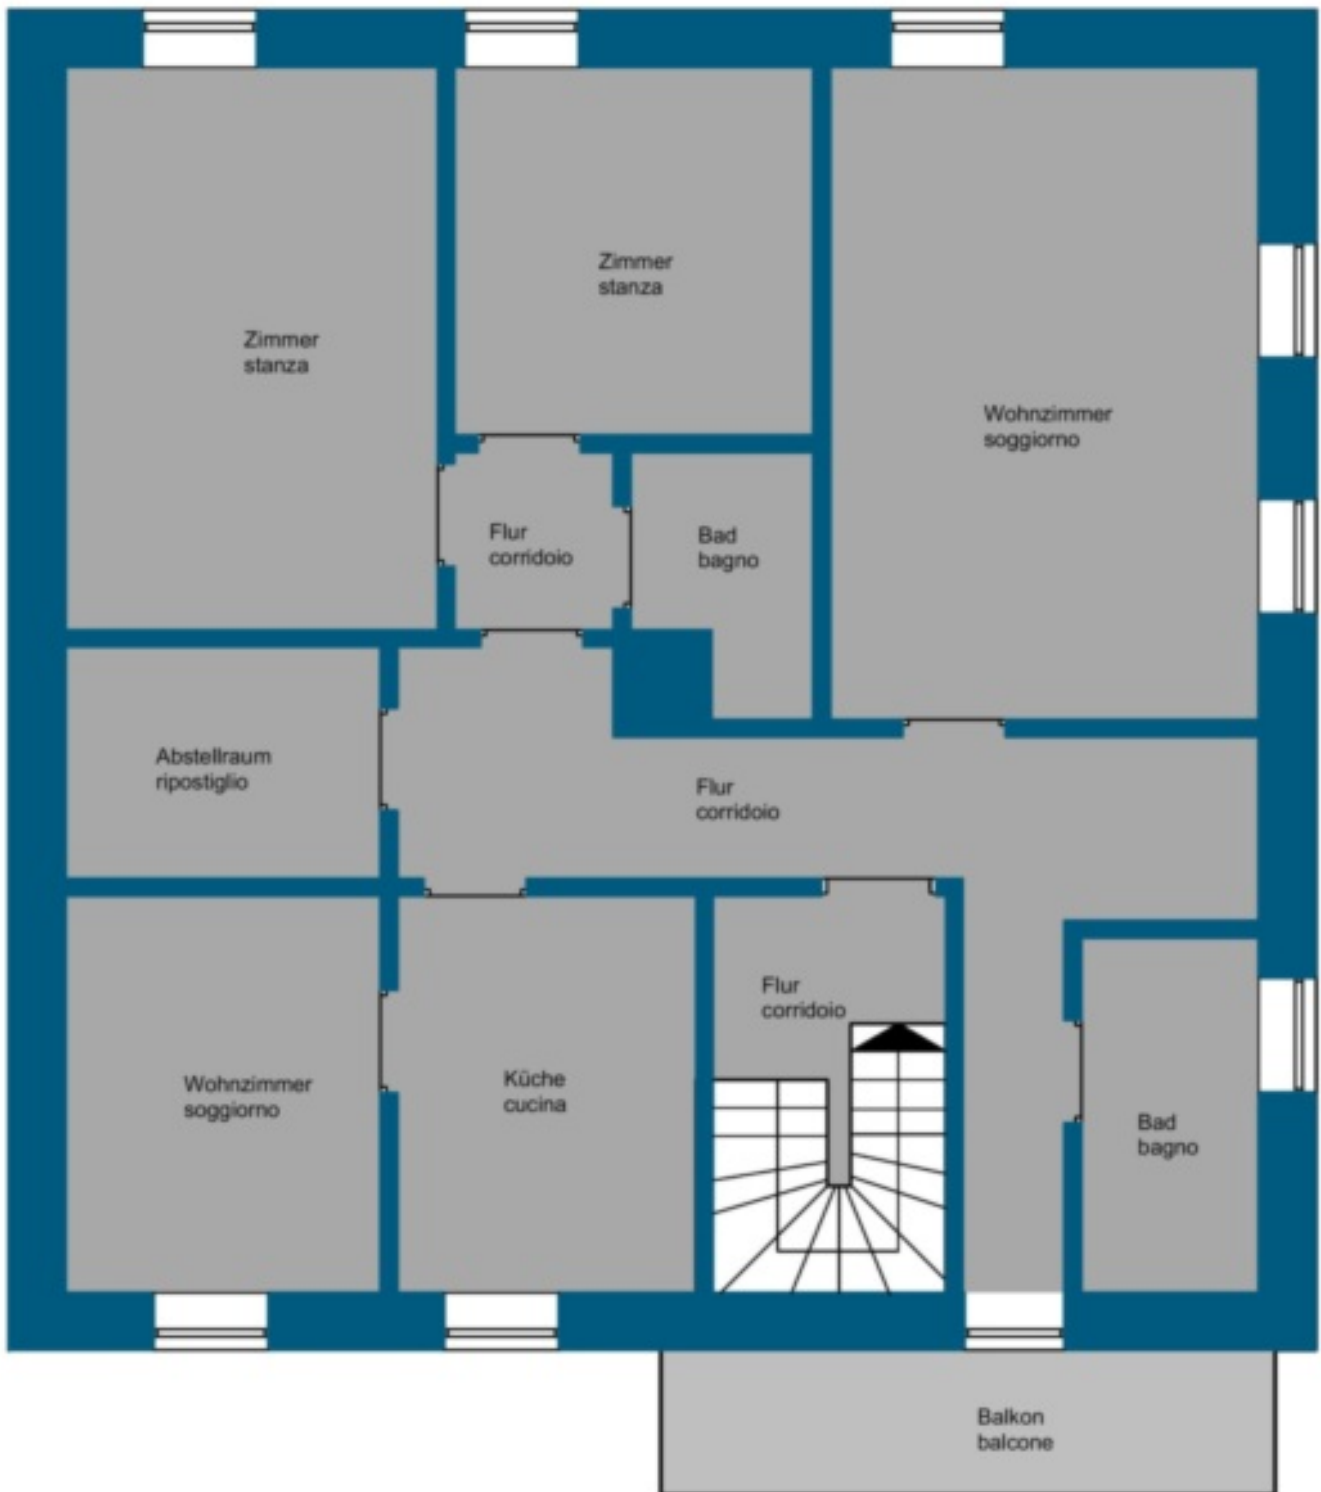 Zimmer
stanza
Zimmer
stanza
Wohnzimmer
soggiorno
Flur
corridoio
Bad
bagno
Abstellraum
ripostiglio
Flur
corridoio
Flur
corridoio
Wohnzimmer
soggiorno
Küche
cucina
Bad
bagno
Balkon
balcone